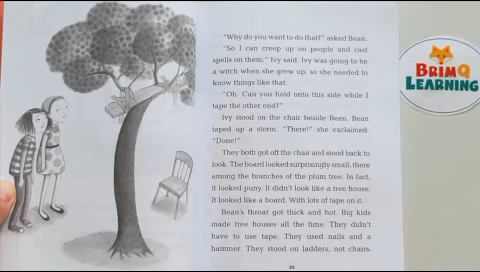 "Why do you want to do that?" asked Bean.
"So I can creep up on people and cast
spells on them," Ivy said. Ivy was going to be
a witch when she grew up, so she needed to
know things like that.
"Oh. Can you hold onto this side while I
tape the other end?"
Ivy stood on the chair beside Bean. Bean
taped up a storm. "There!" she exclaimed.
"Done!"
They both got off the chair and stood back to
look. The board looked surprisingly small, there
among the branches of the plum tree. In fact,
it looked puny. It didn't look like a tree house.
It looked like a board. With lots of tape on it.
Bean's throat got thick and hot. Big kids
made tree houses all the time. They didn't
have to use tape. They used nails and a
hammer. They stood on ladders, not chairs.
BRIMQ
LEARNING